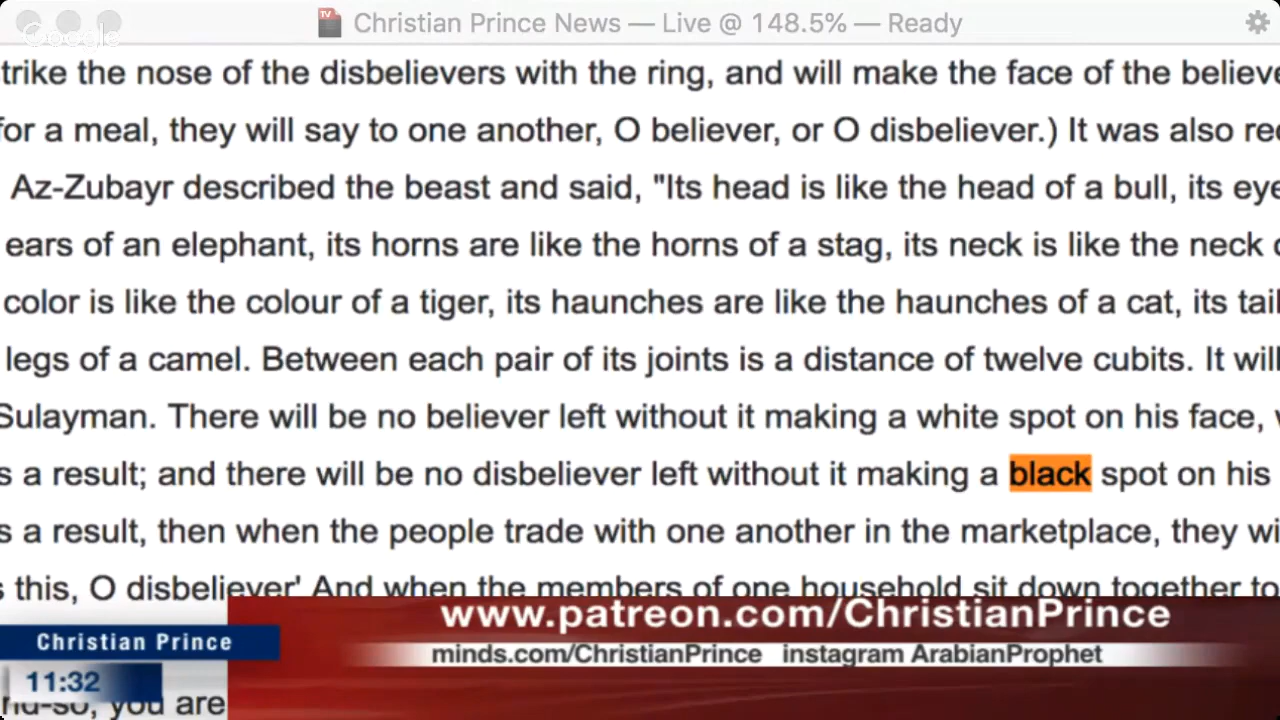 Christian Prince News — Live @ 148.5% — Ready
Google
trike the nose of the disbelievers with the ring, and will make the face of the believe
for a meal, they will say to one another, O believer, or O disbeliever.) It was also rec
Az-Zubayr described the beast and said, "Its head is like the head of a bull, its eye
ears of an elephant, its horns are like the horns of a stag, its neck is like the neck o
color is like the colour of a tiger, its haunches are like the haunches of a cat, its tail
legs of a camel. Between each pair of its joints is a distance of twelve cubits. It will
Sulayman. There will be no believer left without it making a white spot on his face, w
s a result; and there will be no disbeliever left without it making a black spot on his
s a result, then when the people trade with one another in the marketplace, they wi
s this, O disbeliever' And when the members of one household sit down together to
www.patreon.com/ChristianPrince
Christian Prince
minds.com/ChristianPrince instagram ArabianProphet
11:32
nd-so, you are